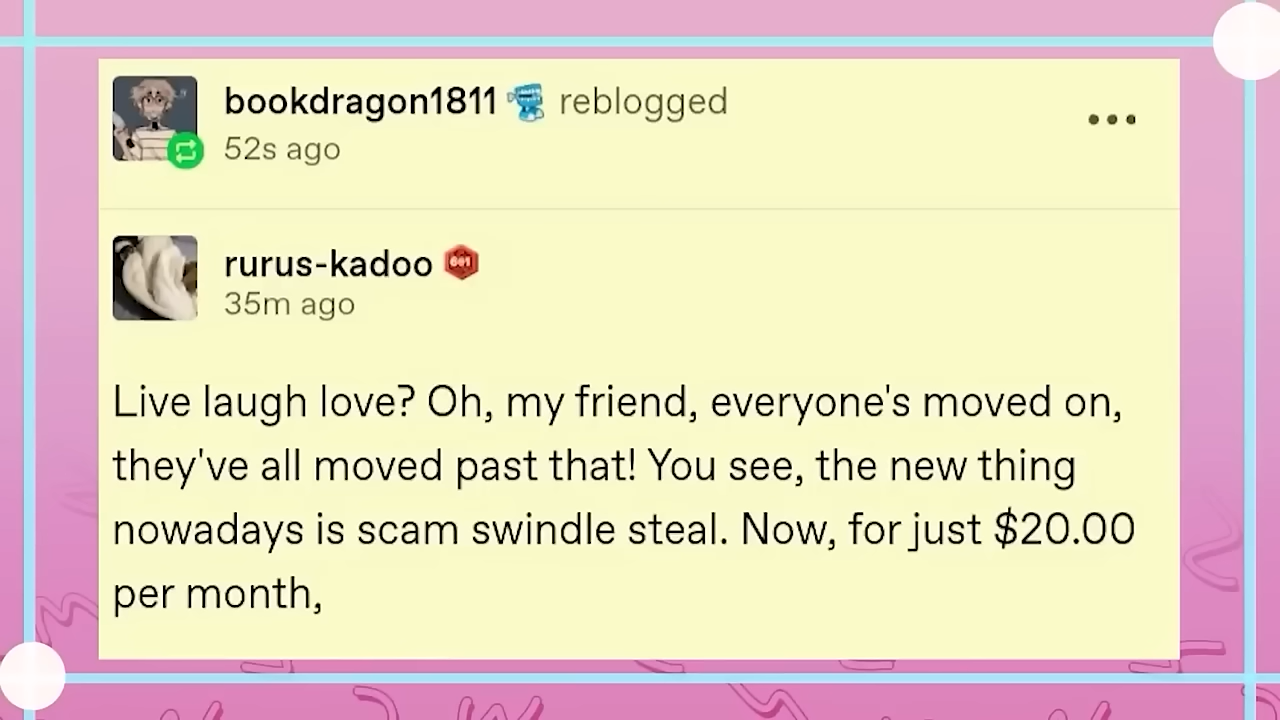 bookdragon1811 reblogged
52s ago
rurus-kadoo
35m ago
Live laugh love? Oh, my friend, everyone's moved on,
they've all moved past that! You see, the new thing
nowadays is scam swindle steal. Now, for just $20.00
per month,